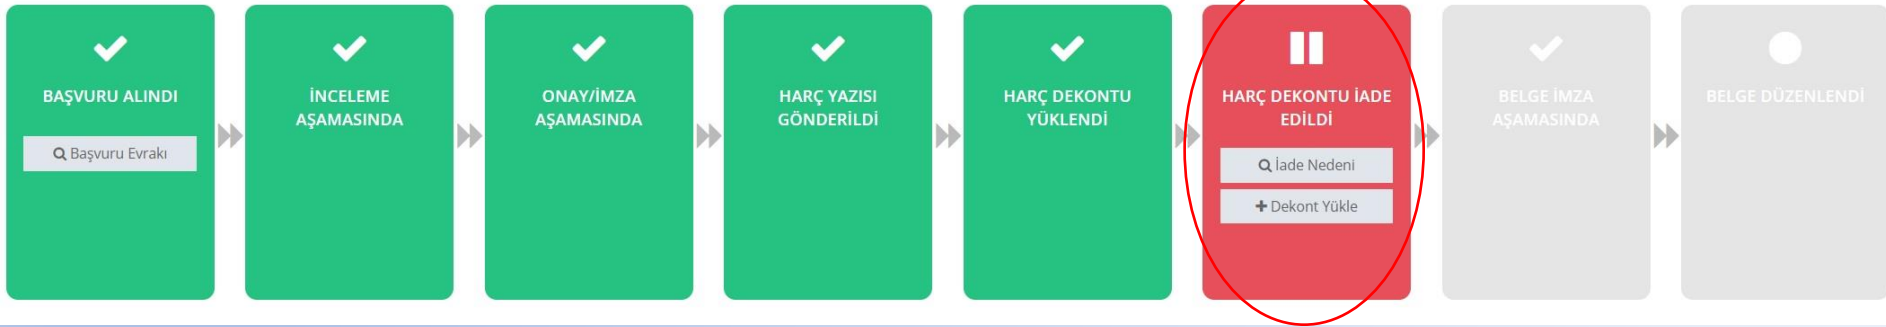 BAŞVURU ALINDI
Başvuru Evrakı
İNCELEME
AŞAMASINDA
ONAY/İMZA
AŞAMASINDA
HARÇ YAZISI
GÖNDERİLDİ
HARÇ DEKONTU
YÜKLENDİ
HARÇ DEKONTU İADE
EDİLDİ
İade Nedeni
Dekont Yükle
BELGE İMZA
AŞAMASINDA
BELGE DÜZENLENDİ